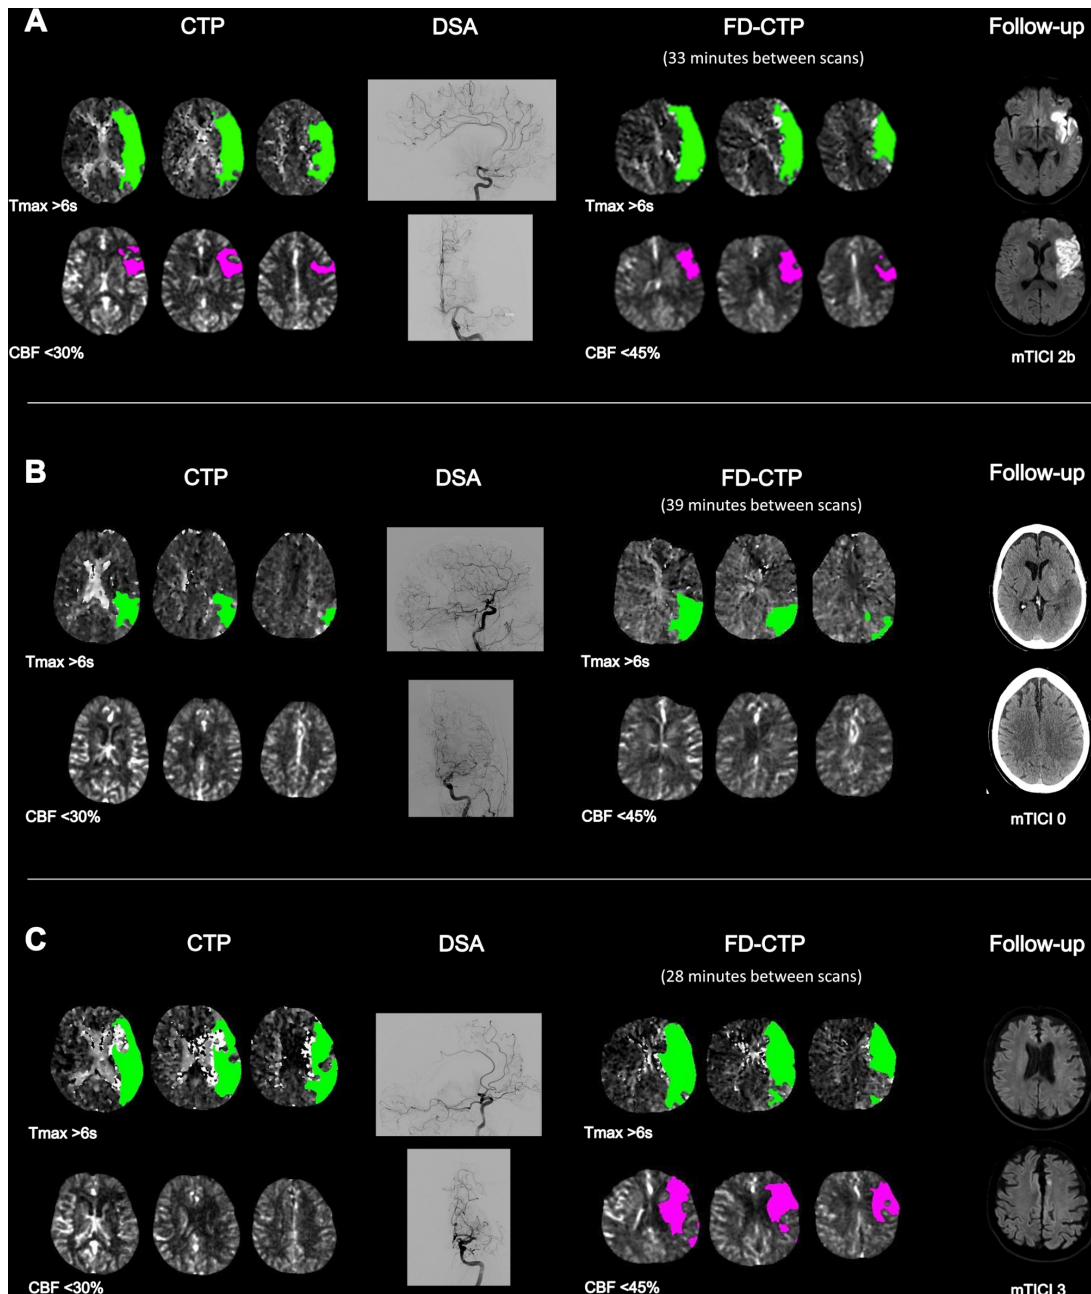 A
CTP
DSA
FD-CTP
Follow-up
(33 minutes between scans)
Tmax >6s
Tmax >6s
CBF <30%
CBF <45%
mTICI 2b
B
CTP
DSA
FD-CTP
Follow-up
(39 minutes between scans)
Tmax >6s
Tmax >6s
CBF <30%
CBF <45%
mTICI 0
C
CTP
DSA
FD-CTP
Follow-up
(28 minutes between scans)
Tmax >6s
Tmax >6s
CBF <30%
CBF <45%
mTICI 3